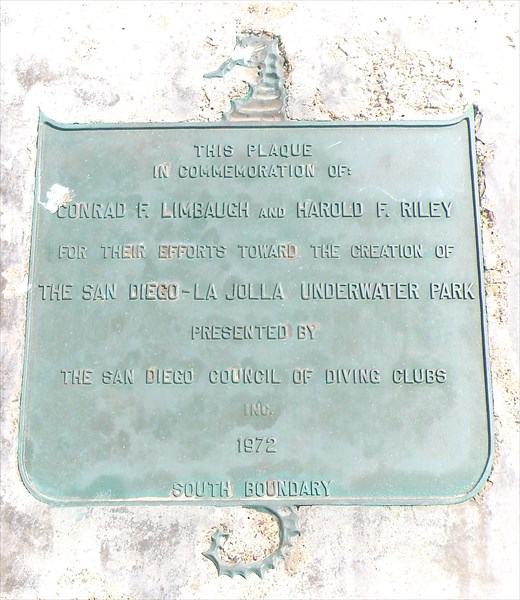 THIS PLAQUE
IN COMMEMORATION OF:
CONRAD F. LIMBAUGH AND HAROLD F. RILEY
FOR THEIR EFFORTS TOWARD THE CREATION OF
THE SAN DIEGO-LA JOLLA UNDERWATER PARK
PRESENTED BY
THE SAN DIEGO COUNCIL OF DIVING CLUBS
INC.
1972
SOUTH BOUNDARY